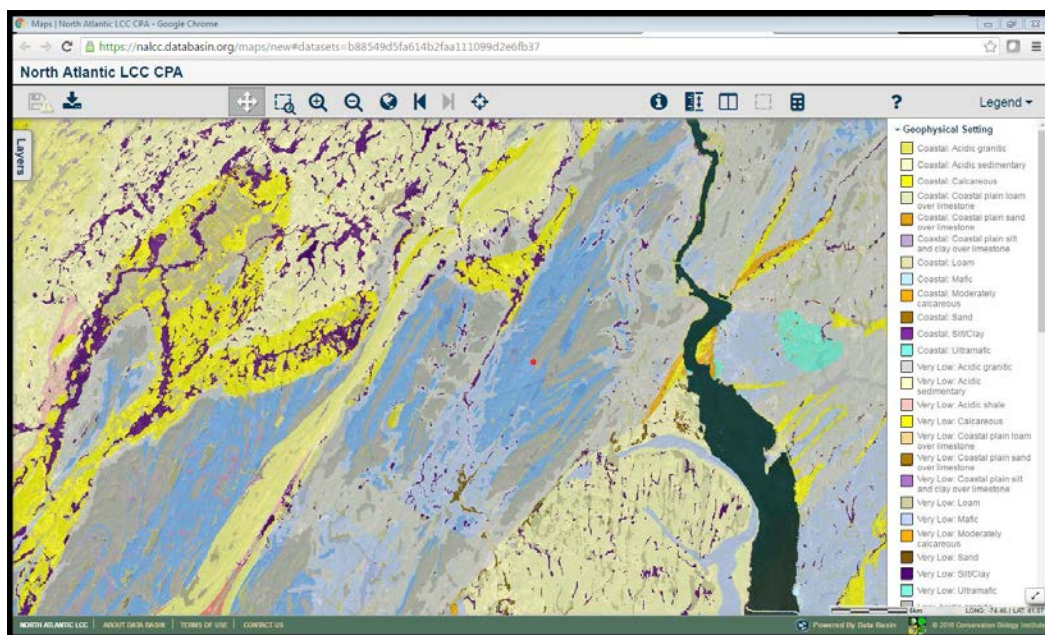 Maps | North Atlantic LCC CPA - Google Chrome
https://nalcc.databasin.org/maps/new#datasets=b88549d5fa614b2faa111099d2e6fb37
North Atlantic LCC CPA
?
Legend
Layers
Geophysical Setting
Coastal: Acidic granitic
Coastal: Acidic sedimentary
Coastal: Calcareous
Coastal: Coastal plain loam
over limestone
Coastal: Coastal plain sand
over limestone
Coastal: Coastal plain silt
and clay over limestone
Coastal: Loam
Coastal: Mafic
Coastal: Moderately
calcareous
Coastal: Sand
Coastal: Silt/Clay
Coastal: Ultramafic
Very Low: Acidic granitic
Very Low: Acidic
sedimentary
Very Low: Acidic shale
Very Low: Calcareous
Very Low: Coastal plain loam
over limestone
Very Low: Coastal plain sand
over limestone
Very Low: Coastal plain silt
and clay over limestone
Very Low: Loam
Very Low: Mafic
Very Low: Moderately
calcareous
Very Low: Sand
Very Low: Silt/Clay
Very Low: Ultramafic
6km
NORTH ATLANTIC LCC | ABOUT DATA BASIN | TERMS OF USE | CONTACT US
Powered By Data Basin
© 2016 Conservation Biology Institute